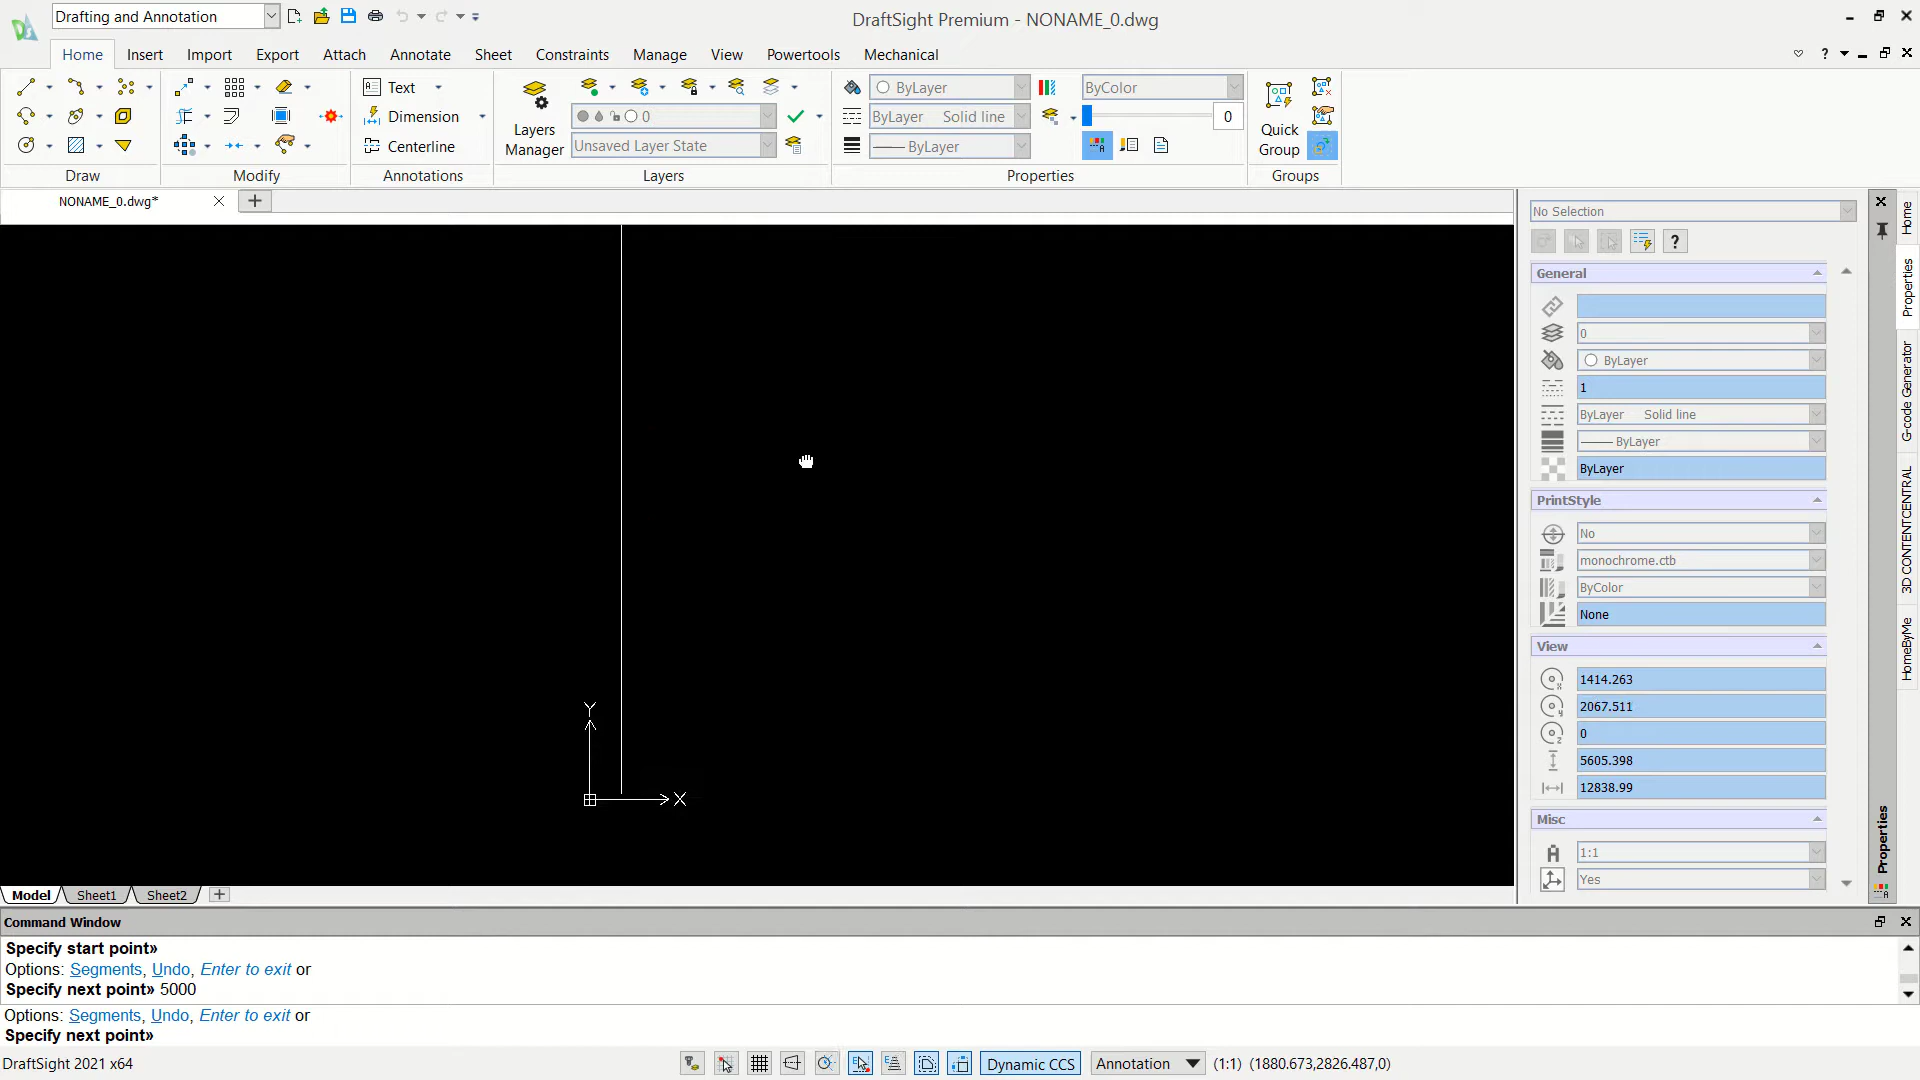 Drafting and Annotation
DraftSight Premium - NONAME_0.dwg
Home Insert Import Export Attach Annotate Sheet Constraints Manage View Powertools Mechanical
?
Text
Dimension
Centerline
Layers
Manager
0
Unsaved Layer State
ByLayer
ByLayer Solid line
ByLayer
ByColor
0
Quick
Group
Draw Modify Annotations Layers Properties Groups
NONAME_0.dwg*
Y
X
No Selection
?
General
0
ByLayer
1
ByLayer Solid line
ByLayer
ByLayer
PrintStyle
No
monochrome.ctb
ByColor
None
View
1414.263
2067.511
0
5605.398
12838.99
Misc
1:1
Yes
Properties
Home
Properties
G-code Generator
3D CONTENTCENTRAL
HomeByMe
Model Sheet1 Sheet2
Command Window
Specify start point»
Options: Segments, Undo, Enter to exit or
Specify next point» 5000
Options: Segments, Undo, Enter to exit or
Specify next point»
DraftSight 2021 x64
Dynamic CCS
Annotation
(1:1) (1880.673,2826.487,0)